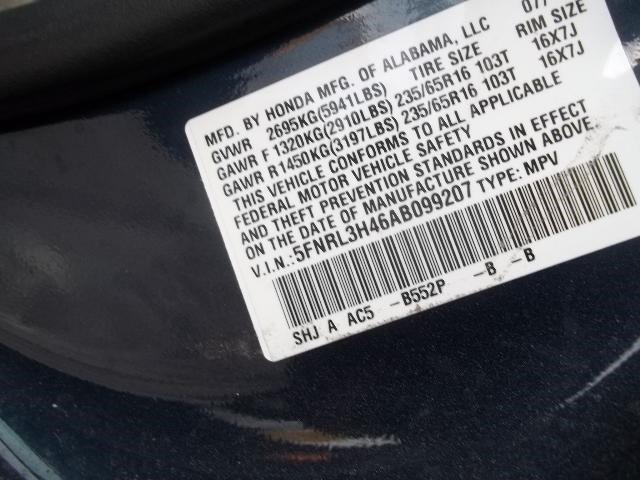 MFD. BY HONDA MFG. OF ALABAMA, LLC 07/
GVWR 2695KG(5941LBS) TIRE SIZE RIM SIZE
GAWR F 1320KG(2910LBS) 235/65R16 103T 16X7J
GAWR R 1450KG(3197LBS) 235/65R16 103T 16X7J
THIS VEHICLE CONFORMS TO ALL APPLICABLE
FEDERAL MOTOR VEHICLE SAFETY
AND THEFT PREVENTION STANDARDS IN EFFECT
ON THE DATE OF MANUFACTURE SHOWN ABOVE.
V.I.N.: 5FNRL3H46AB099207 TYPE: MPV
SHJ A AC5 -B552P -B -B